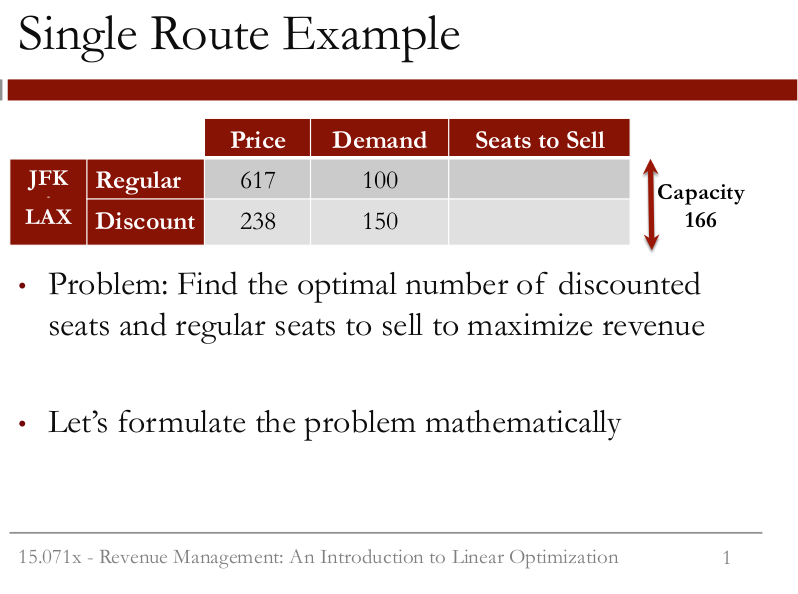 Single Route Example
Price Demand Seats to Sell
JFK
-
LAX
Regular 617 100
Discount 238 150
Capacity
166
• Problem: Find the optimal number of discounted
seats and regular seats to sell to maximize revenue
• Let's formulate the problem mathematically
15.071x - Revenue Management: An Introduction to Linear Optimization 1